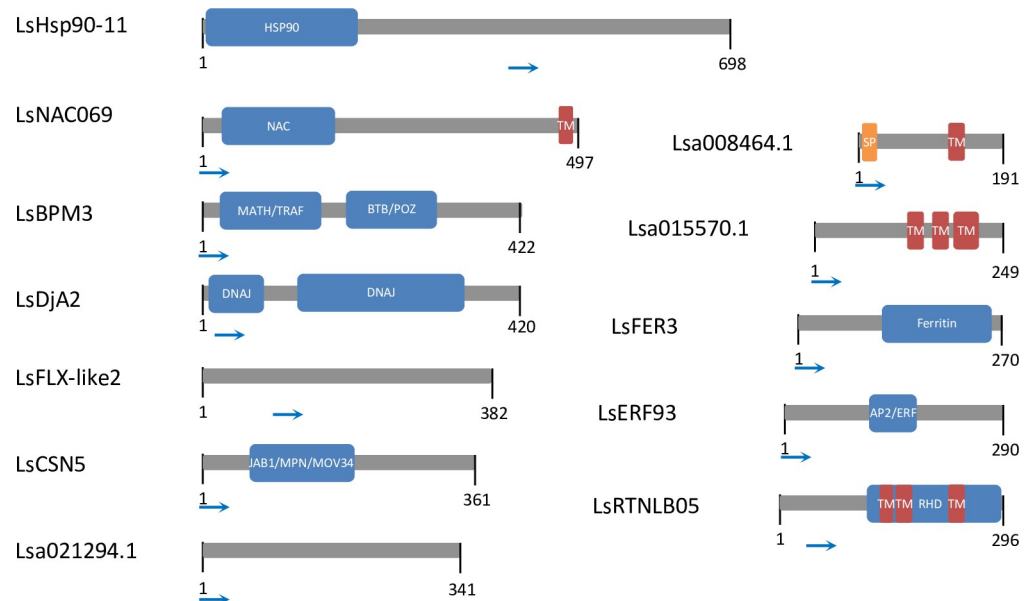 LsHsp90-11
HSP90
1
698
LsNAC069
NAC
TM
1
497
LsBPM3
MATH/TRAF
BTB/POZ
1
422
LsDjA2
DNAJ
DNAJ
1
420
LsFLX-like2
1
382
LsCSN5
JAB1/MPN/MOV34
1
361
Lsa021294.1
1
341
Lsa008464.1
SP
TM
1
191
Lsa015570.1
TM
TM
TM
1
249
LsFER3
Ferritin
1
270
LsERF93
AP2/ERF
1
290
LsRTNLB05
TM
TM
RHD
TM
1
296